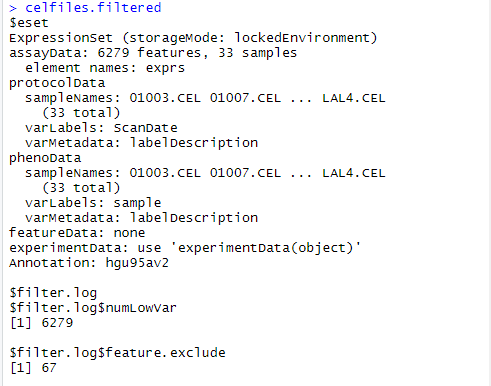 > celfiles.filtered
$eset
ExpressionSet (storageMode: lockedEnvironment)
assayData: 6279 features, 33 samples
  element names: exprs
protocolData
  sampleNames: 01003.CEL 01007.CEL ... LAL4.CEL
    (33 total)
  varLabels: ScanDate
  varMetadata: labelDescription
phenoData
  sampleNames: 01003.CEL 01007.CEL ... LAL4.CEL
    (33 total)
  varLabels: sample
  varMetadata: labelDescription
featureData: none
experimentData: use 'experimentData(object)'
Annotation: hgu95av2

$filter.log
$filter.log$numLowVar
[1] 6279

$filter.log$feature.exclude
[1] 67